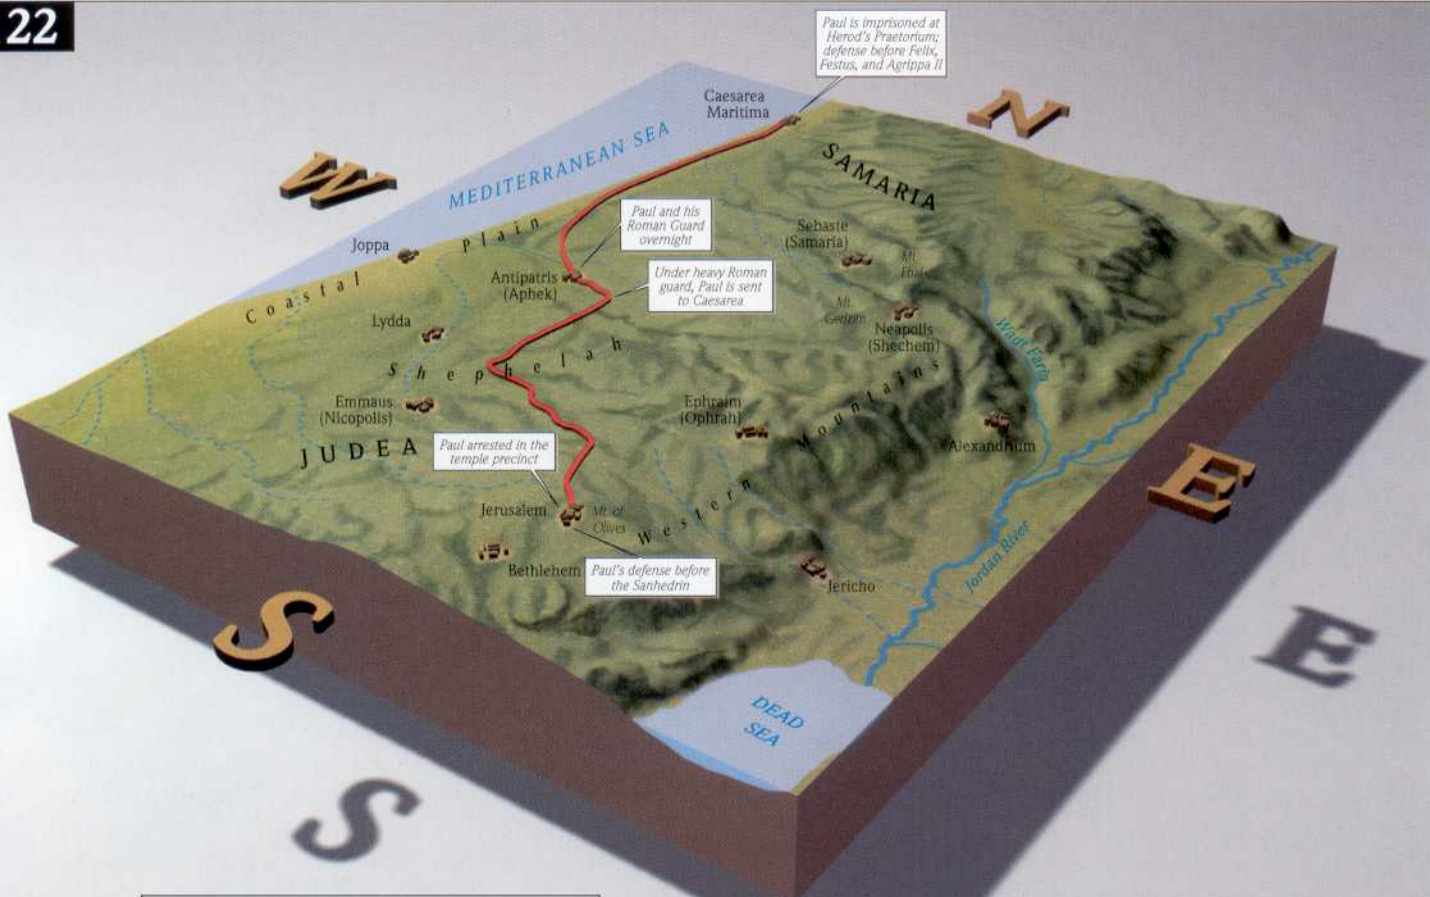 22
Paul is imprisoned at
Herod's Praetorium;
defense before Felix,
Festus, and Agrippa II
Caesarea
Maritima
N
W
MEDITERRANEAN SEA
SAMARIA
Paul and his
Roman Guard
overnight
Sebaste
(Samaria)
Joppa
Coastal Plain
Mt.
Ebal
Antipatris
(Aphek)
Under heavy Roman
guard, Paul is sent
to Caesarea
Mt.
Gerizim
Neapolis
(Shechem)
Wadi Faria
Lydda
Shephelah
Emmaus
(Nicopolis)
Ephraim
(Ophrah)
Western Mountains
Alexandrium
JUDEA
Paul arrested in the
temple precinct
E
Jerusalem
Mt. of
Olives
Bethlehem
Paul's defense before
the Sanhedrin
Jericho
Jordan River
S
E
DEAD
SEA
S